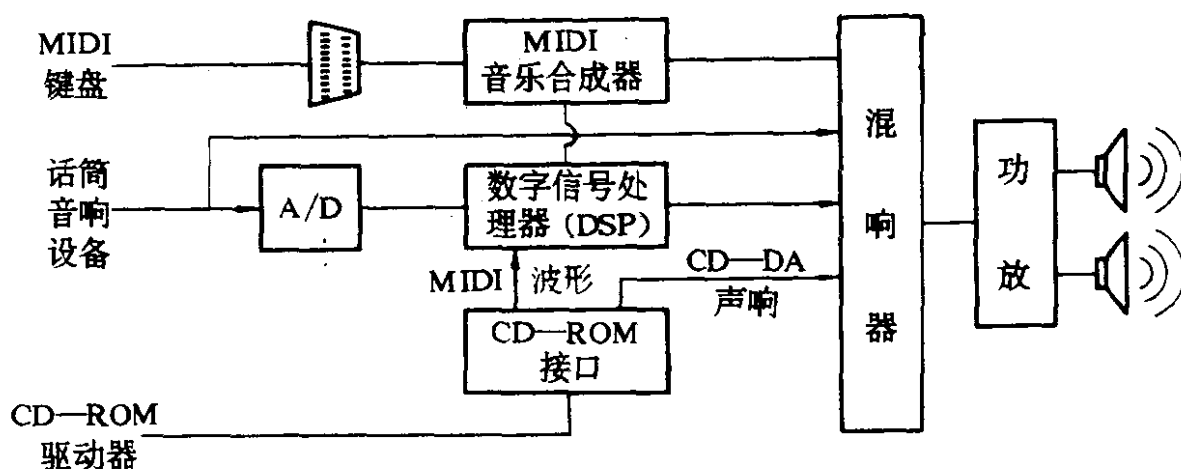 MIDI
键盘
MIDI
音乐合成器
话筒
音响
设备
A/D
数字信号处
理器 (DSP)
MIDI 波形
CD—DA
声响
CD—ROM
接口
CD—ROM
驱动器
混
响
器
功
放